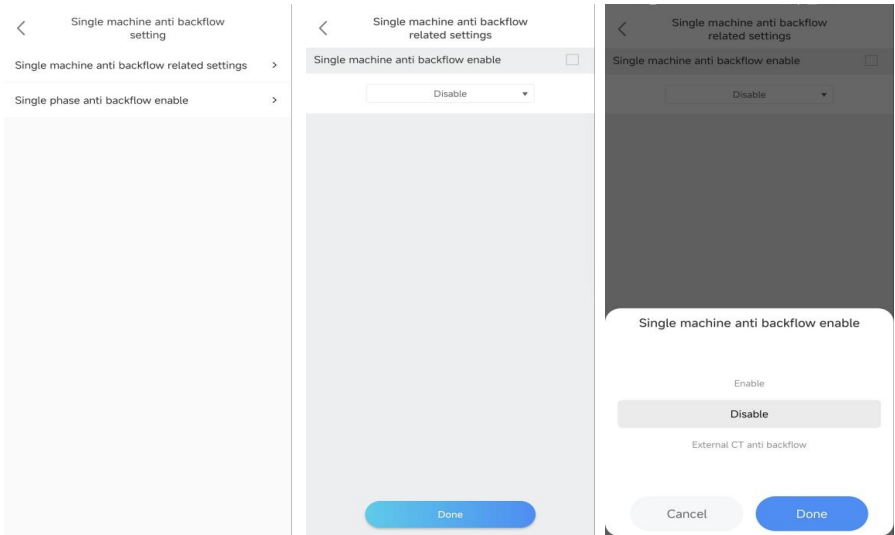 Single machine anti backflow
setting
Single machine anti backflow related settings
Single phase anti backflow enable
Single machine anti backflow
related settings
Single machine anti backflow enable
Disable
Done
Single machine anti backflow
related settings
Single machine anti backflow enable
Disable
Single machine anti backflow enable
Enable
Disable
External CT anti backflow
Cancel
Done